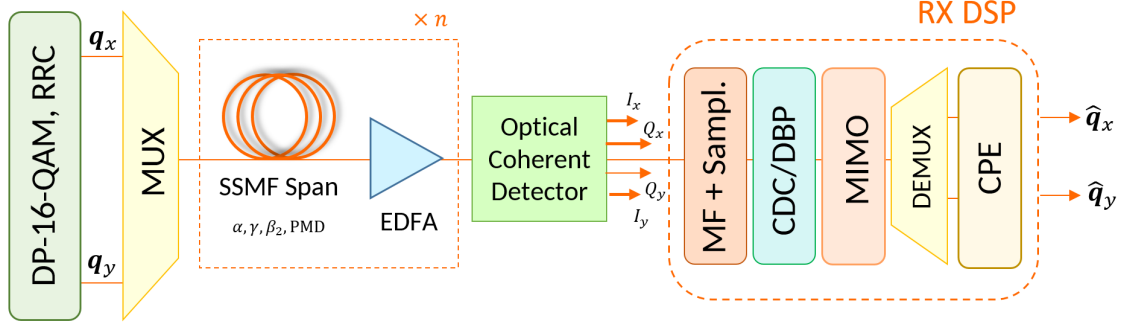 RX DSP
× n
DP-16-QAM, RRC
q_x
q_y
MUX
SSMF Span
α, γ, β₂, PMD
EDFA
Optical
Coherent
Detector
I_x
Q_x
Q_y
I_y
MF + Sampl.
CDC/DBP
MIMO
DEMUX
CPE
q̂_x
q̂_y